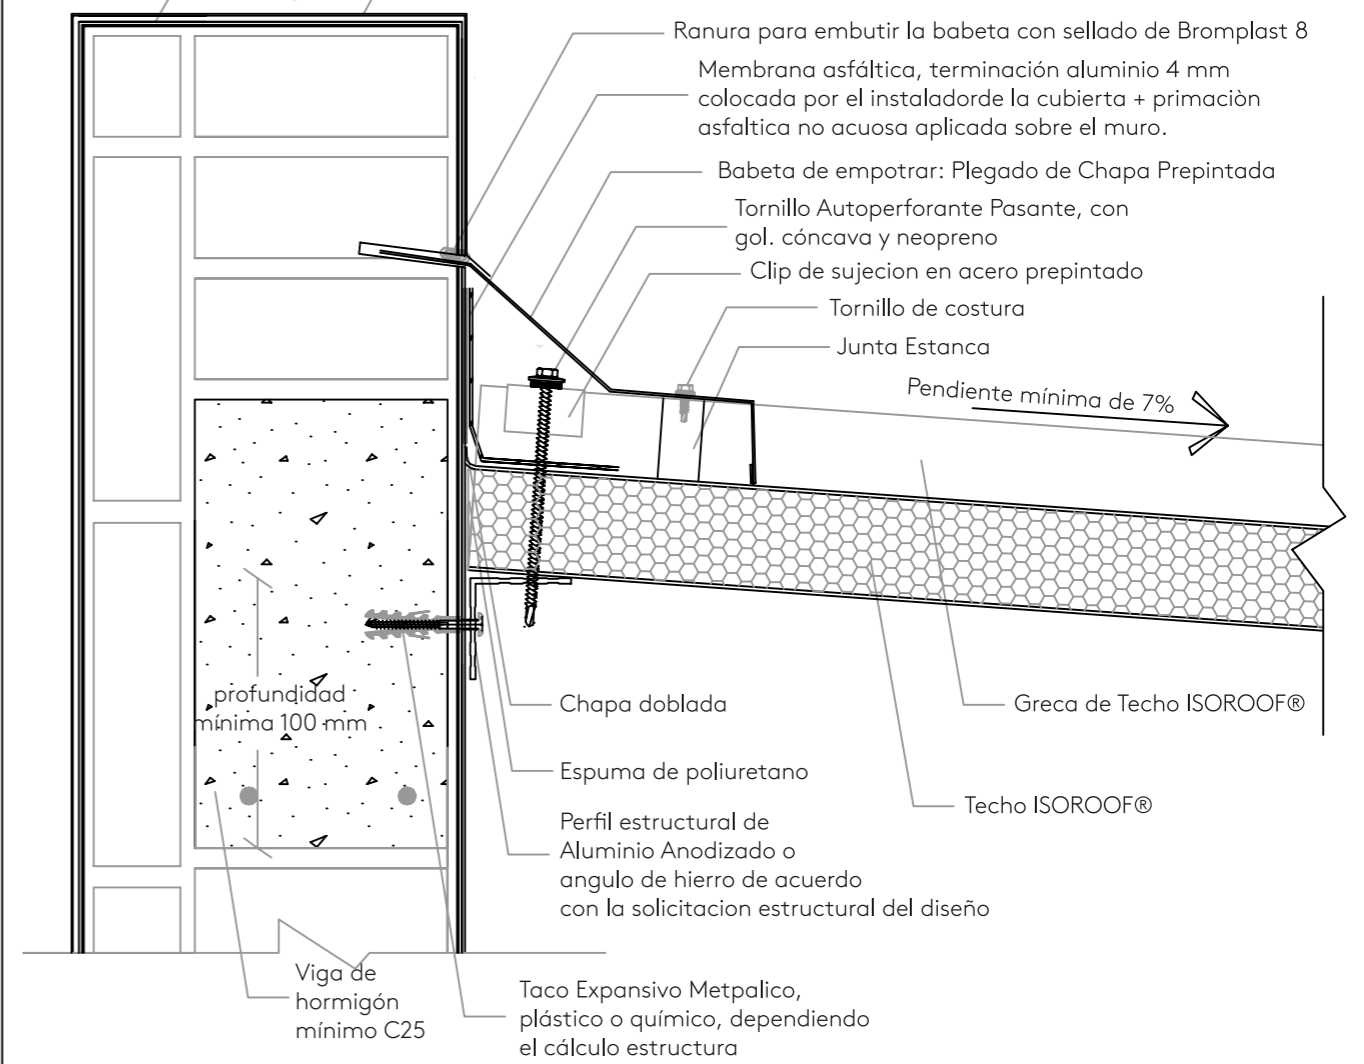 Ranura para embutir la babeta con sellado de Bromplast 8
Membrana asfáltica, terminación aluminio 4 mm
colocada por el instaladorde la cubierta + primaciòn
asfaltica no acuosa aplicada sobre el muro.
Babeta de empotrar: Plegado de Chapa Prepintada
Tornillo Autoperforante Pasante, con
gol. cóncava y neopreno
Clip de sujecion en acero prepintado
Tornillo de costura
Junta Estanca
Pendiente mínima de 7%
profundidad
mínima 100 mm
Chapa doblada
Greca de Techo ISOROOF®
Espuma de poliuretano
Techo ISOROOF®
Perfil estructural de
Aluminio Anodizado o
angulo de hierro de acuerdo
con la solicitacion estructural del diseño
Viga de
hormigón
mínimo C25
Taco Expansivo Metpalico,
plástico o químico, dependiendo
el cálculo estructura